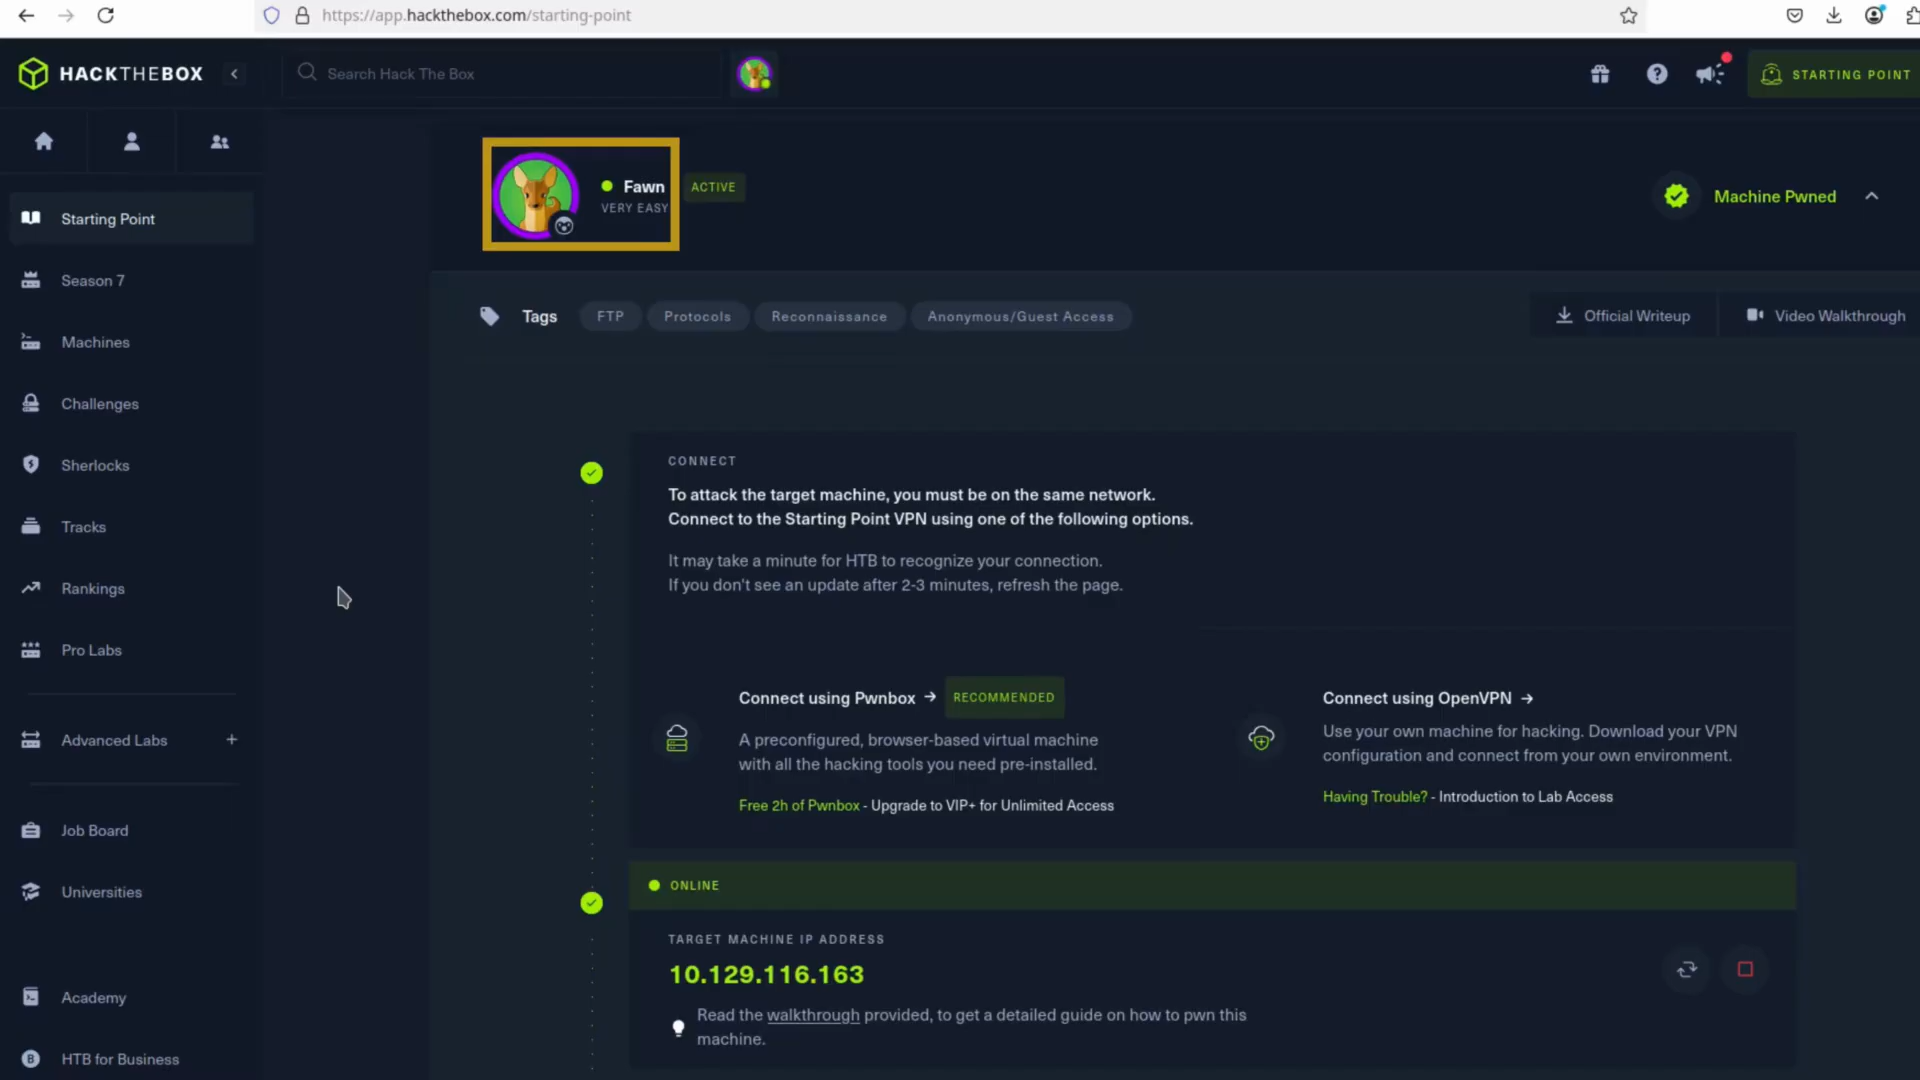 https://app.hackthebox.com/starting-point
HACKTHEBOX
Search Hack The Box
STARTING POINT
Starting Point
Season 7
Machines
Challenges
Sherlocks
Tracks
Rankings
Pro Labs
Advanced Labs
Job Board
Universities
Academy
HTB for Business
Fawn
VERY EASY
ACTIVE
Machine Pwned
Tags
FTP
Protocols
Reconnaissance
Anonymous/Guest Access
Official Writeup
Video Walkthrough
CONNECT
To attack the target machine, you must be on the same network.
Connect to the Starting Point VPN using one of the following options.
It may take a minute for HTB to recognize your connection.
If you don't see an update after 2-3 minutes, refresh the page.
Connect using Pwnbox → RECOMMENDED
A preconfigured, browser-based virtual machine
with all the hacking tools you need pre-installed.
Free 2h of Pwnbox - Upgrade to VIP+ for Unlimited Access
Connect using OpenVPN →
Use your own machine for hacking. Download your VPN
configuration and connect from your own environment.
Having Trouble? - Introduction to Lab Access
ONLINE
TARGET MACHINE IP ADDRESS
10.129.116.163
Read the walkthrough provided, to get a detailed guide on how to pwn this
machine.